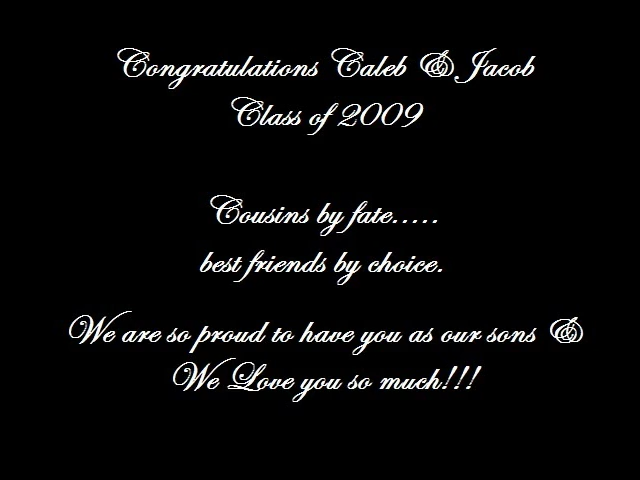 Congratulations Caleb & Jacob
Class of 2009
Cousins by fate.....
best friends by choice.
We are so proud to have you as our sons &
We Love you so much!!!